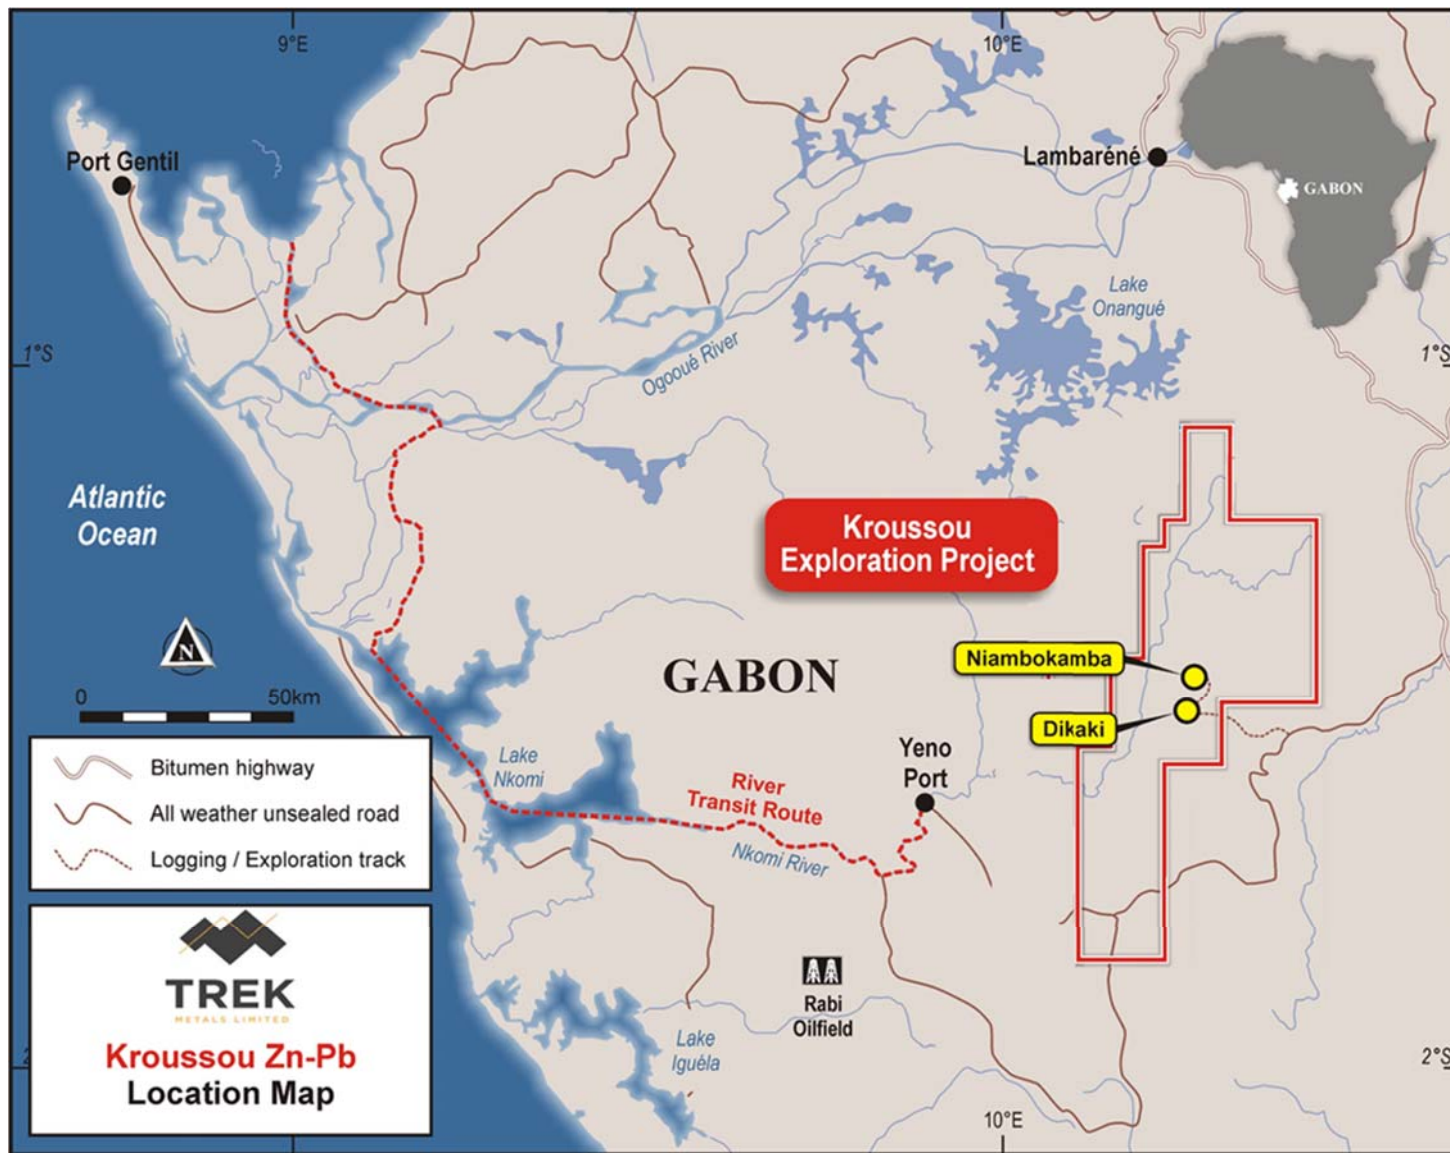 9°E
10°E
Port Gentil
Lambaréné
GABON
Lake
Onangué
1°S
1°S
Ogooué River
Atlantic
Ocean
Kroussou
Exploration Project
N
Niambokamba
GABON
0
50km
Dikaki
Yeno
Port
Lake
Nkomi
River
Transit Route
Nkomi River
Bitumen highway
All weather unsealed road
Logging / Exploration track
TREK
METALS LIMITED
Kroussou Zn-Pb
Location Map
Rabi
Oilfield
Lake
Iguéla
2°S
10°E